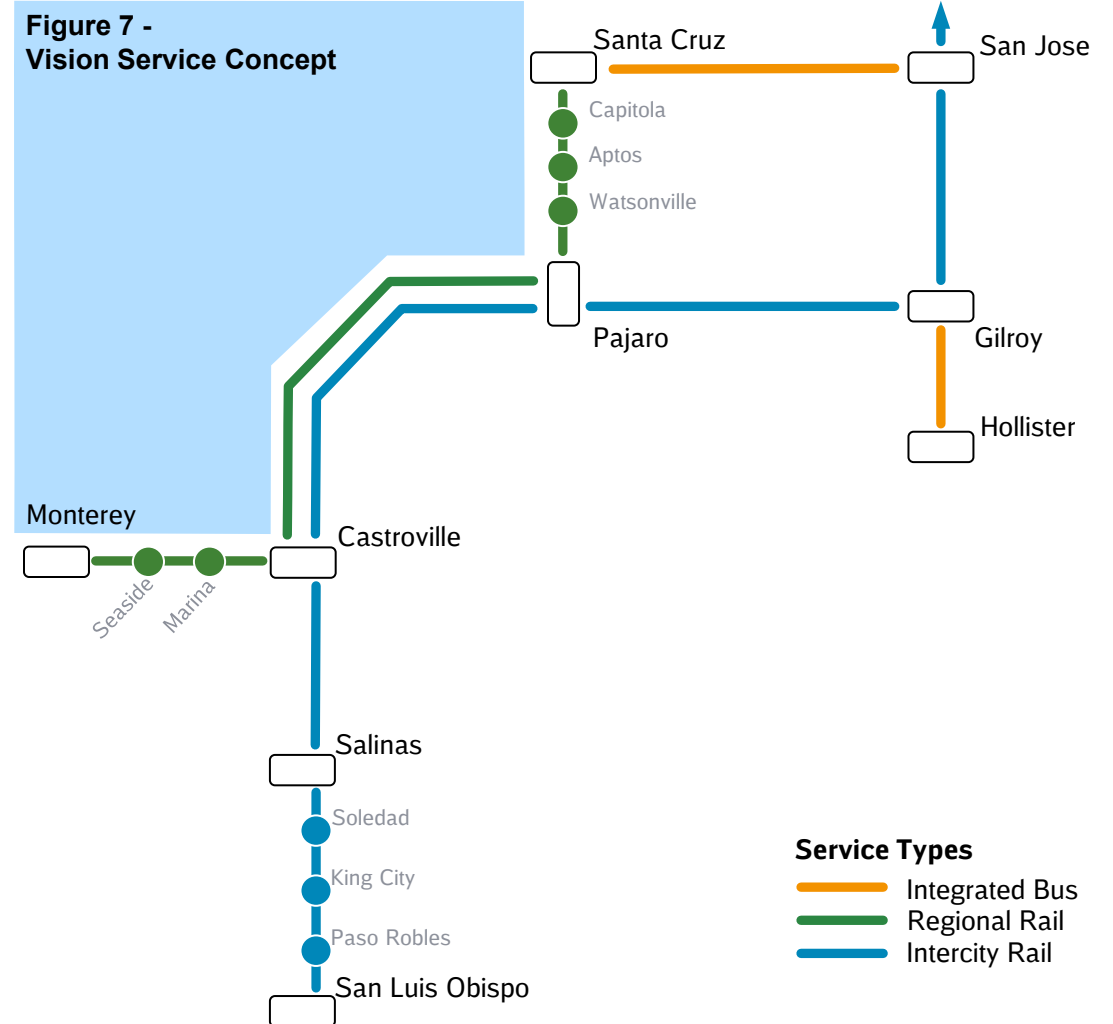 Figure 7 -
Vision Service Concept
Santa Cruz
San Jose
Capitola
Aptos
Watsonville
Pajaro
Gilroy
Hollister
Monterey
Castroville
Seaside
Marina
Salinas
Soledad
King City
Paso Robles
San Luis Obispo
Service Types
Integrated Bus
Regional Rail
Intercity Rail